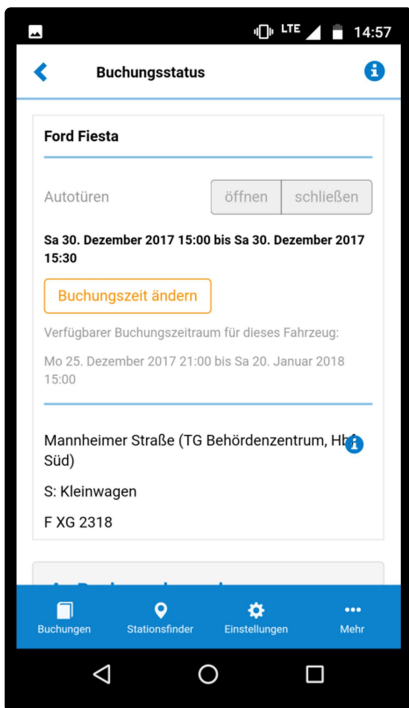 LTE 14:57
Buchungsstatus
Ford Fiesta
Autotüren öffnen schließen
Sa 30. Dezember 2017 15:00 bis Sa 30. Dezember 2017
15:30
Buchungszeit ändern
Verfügbarer Buchungszeitraum für dieses Fahrzeug:
Mo 25. Dezember 2017 21:00 bis Sa 20. Januar 2018
15:00
Mannheimer Straße (TG Behördenzentrum, Hbf
Süd)
S: Kleinwagen
F XG 2318
Buchungen Stationsfinder Einstellungen Mehr